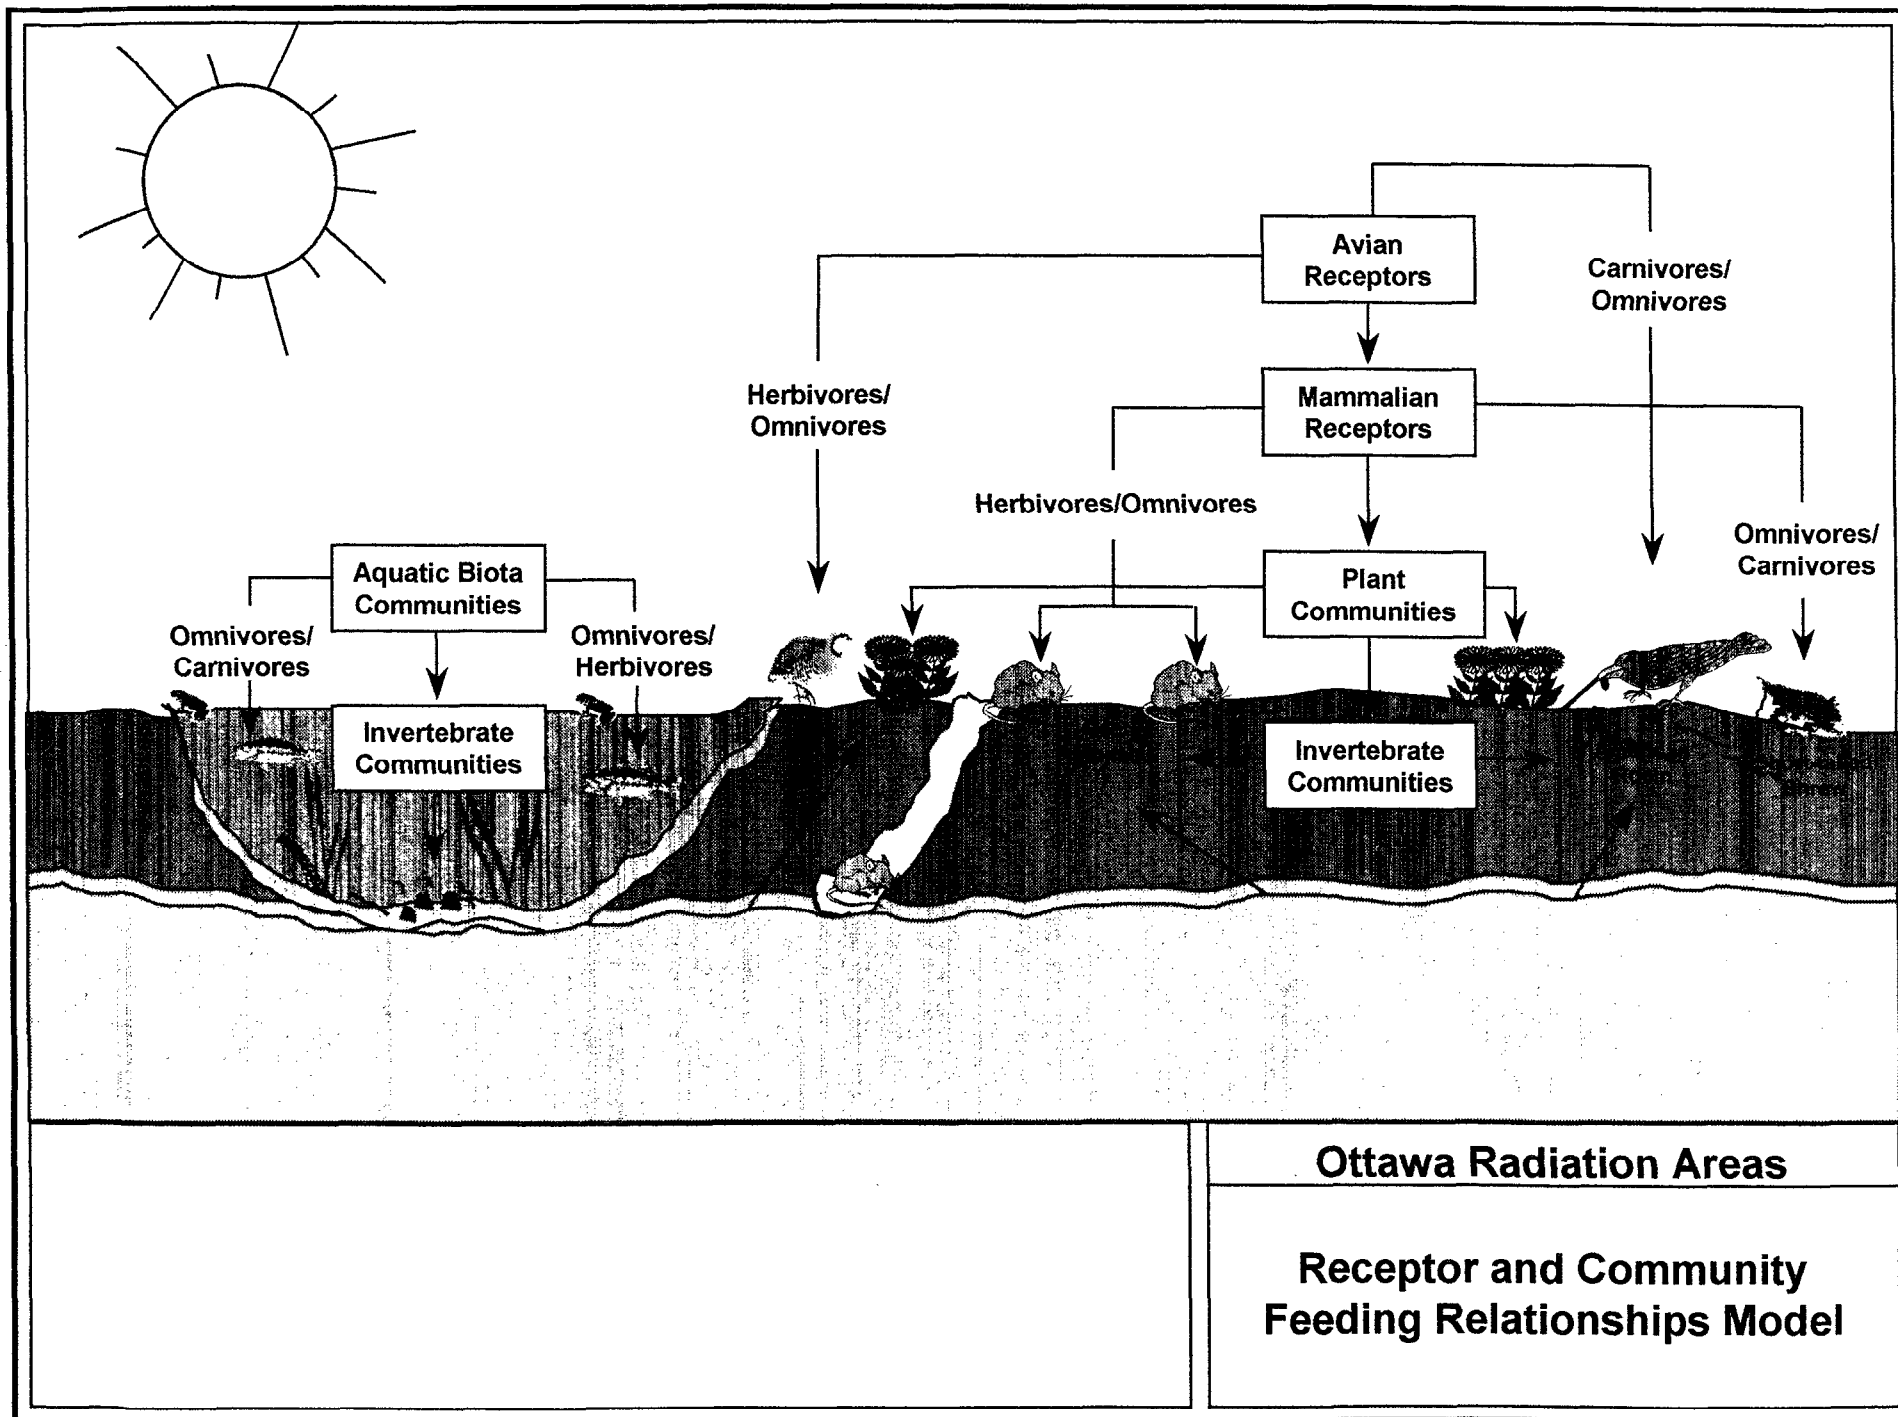 Avian
Receptors
Carnivores/
Omnivores
Herbivores/
Omnivores
Mammalian
Receptors
Herbivores/Omnivores
Omnivores/
Carnivores
Aquatic Biota
Communities
Plant
Communities
Omnivores/
Carnivores
Omnivores/
Herbivores
Invertebrate
Communities
Invertebrate
Communities
Shrew
Ottawa Radiation Areas
Receptor and Community
Feeding Relationships Model